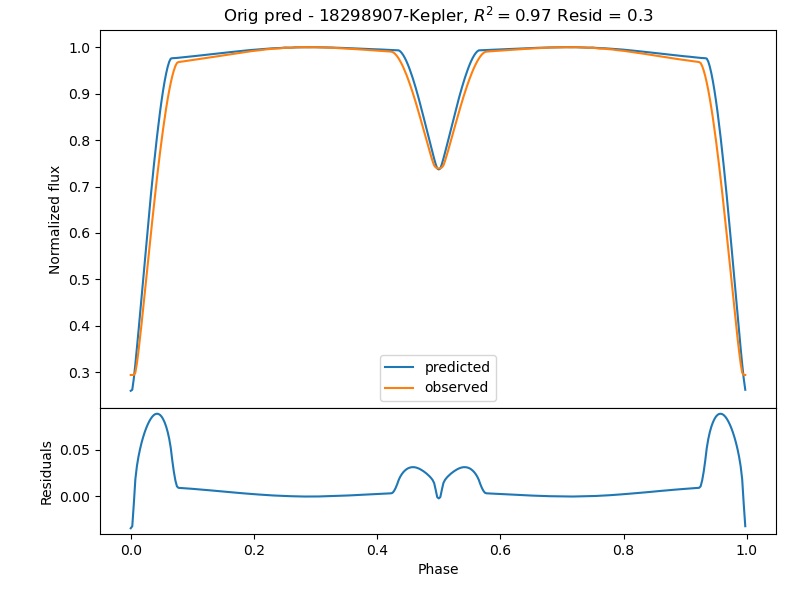 Orig pred - 18298907-Kepler, R² = 0.97 Resid = 0.3
1.0
0.9
0.8
0.7
0.6
0.5
0.4
0.3
Normalized flux
predicted
observed
0.05
0.00
Residuals
0.0 0.2 0.4 0.6 0.8 1.0
Phase